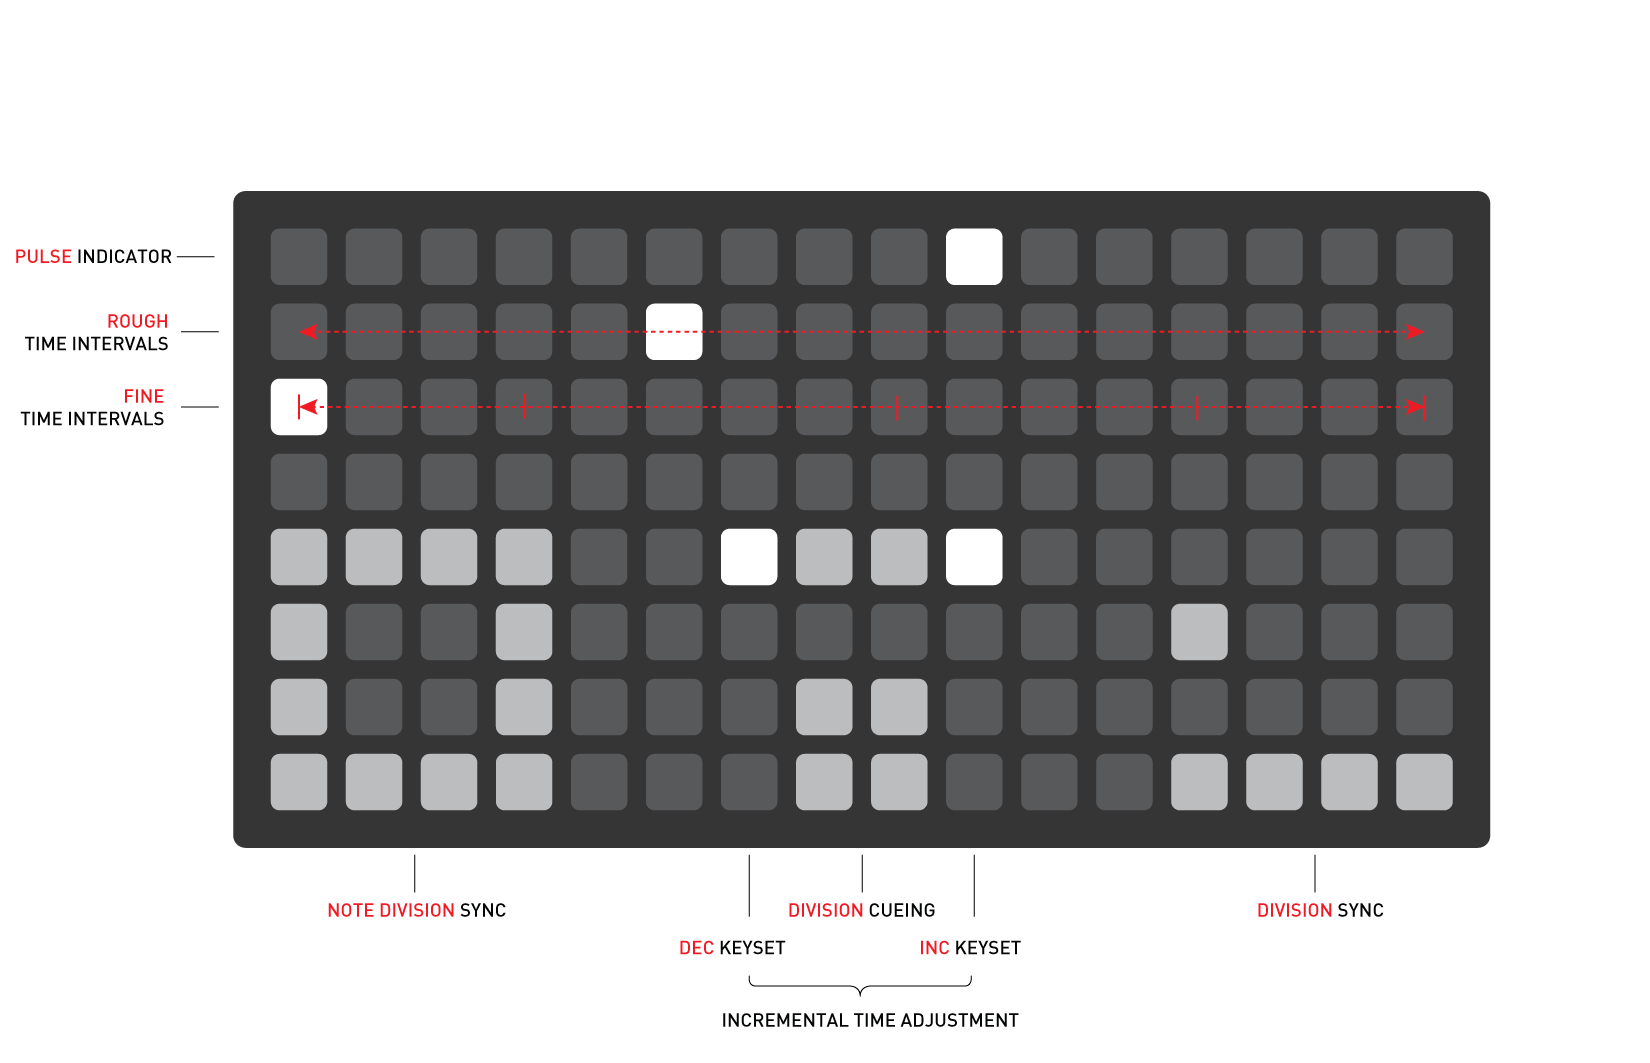 PULSE INDICATOR
ROUGH
TIME INTERVALS
FINE
TIME INTERVALS
NOTE DIVISION SYNC
DIVISION CUEING
DIVISION SYNC
DEC KEYSET
INC KEYSET
INCREMENTAL TIME ADJUSTMENT